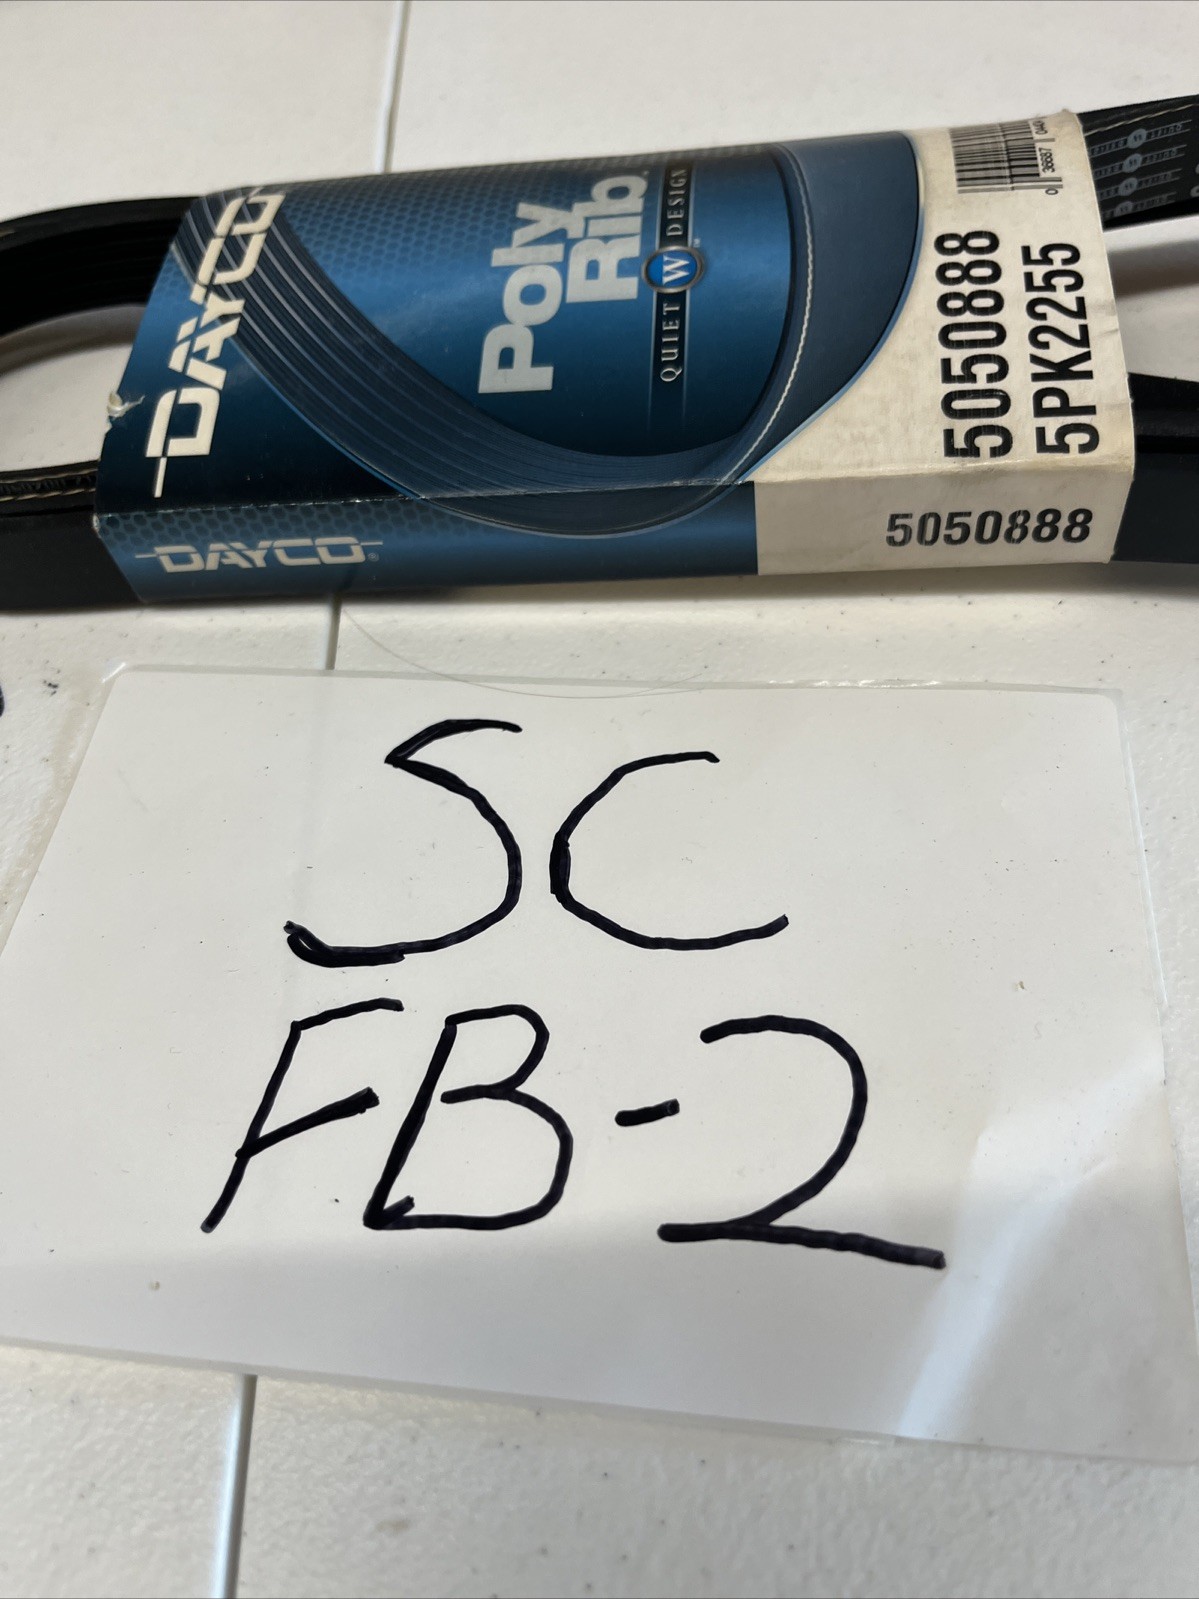 DAYCO
Poly
Rib
QUIET W DESIGN
5050888
5PK2255
DAYCO®
5050888
SC
FB-2